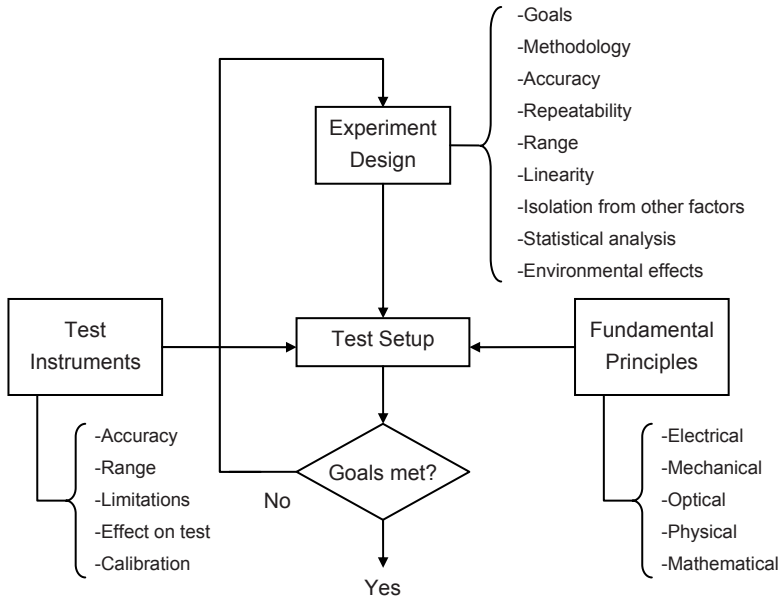 -Goals
-Methodology
-Accuracy
-Repeatability
-Range
-Linearity
-Isolation from other factors
-Statistical analysis
-Environmental effects
Experiment
Design
Test
Instruments
Test Setup
Fundamental
Principles
-Accuracy
-Range
-Limitations
-Effect on test
-Calibration
Goals met?
No
Yes
-Electrical
-Mechanical
-Optical
-Physical
-Mathematical